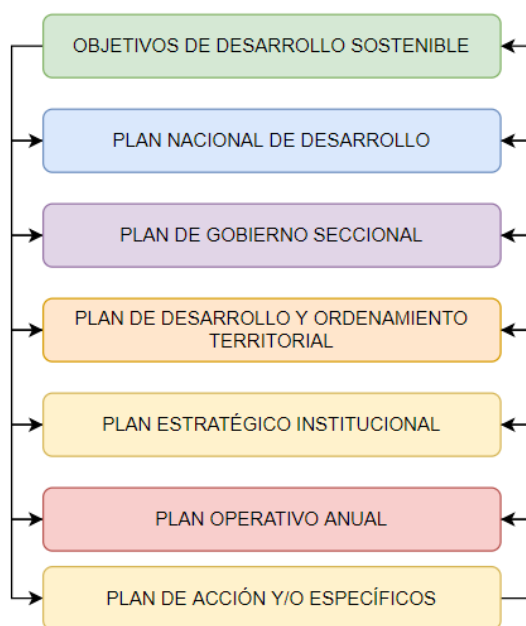 OBJETIVOS DE DESARROLLO SOSTENIBLE
PLAN NACIONAL DE DESARROLLO
PLAN DE GOBIERNO SECCIONAL
PLAN DE DESARROLLO Y ORDENAMIENTO
TERRITORIAL
PLAN ESTRATÉGICO INSTITUCIONAL
PLAN OPERATIVO ANUAL
PLAN DE ACCIÓN Y/O ESPECÍFICOS